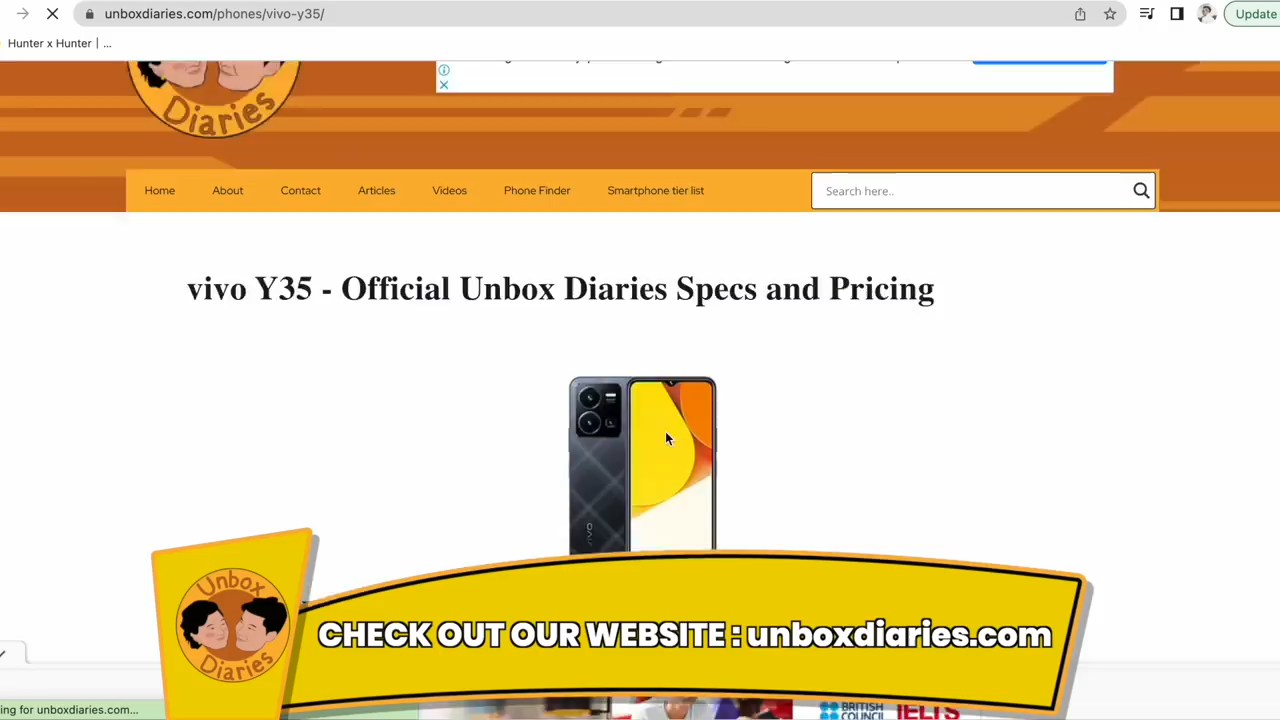 unboxdiaries.com/phones/vivo-y35/
Update
Hunter x Hunter | ...
Diaries
Home About Contact Articles Videos Phone Finder Smartphone tier list Search here..
vivo Y35 - Official Unbox Diaries Specs and Pricing
vivo
Unbox
Diaries
CHECK OUT OUR WEBSITE : unboxdiaries.com
ing for unboxdiaries.com...
BRITISH
COUNCIL
IELTS